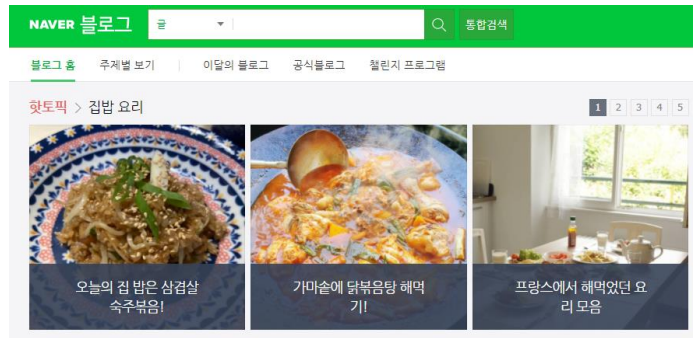 NAVER 블로그 글 통합검색
블로그 홈 주제별 보기 이달의 블로그 공식블로그 챌린지 프로그램
핫토픽 > 집밥 요리 1 2 3 4 5
오늘의 집 밥은 삼겹살
숙주볶음!
가마솥에 닭볶음탕 해먹
기!
프랑스에서 해먹었던 요
리 모음